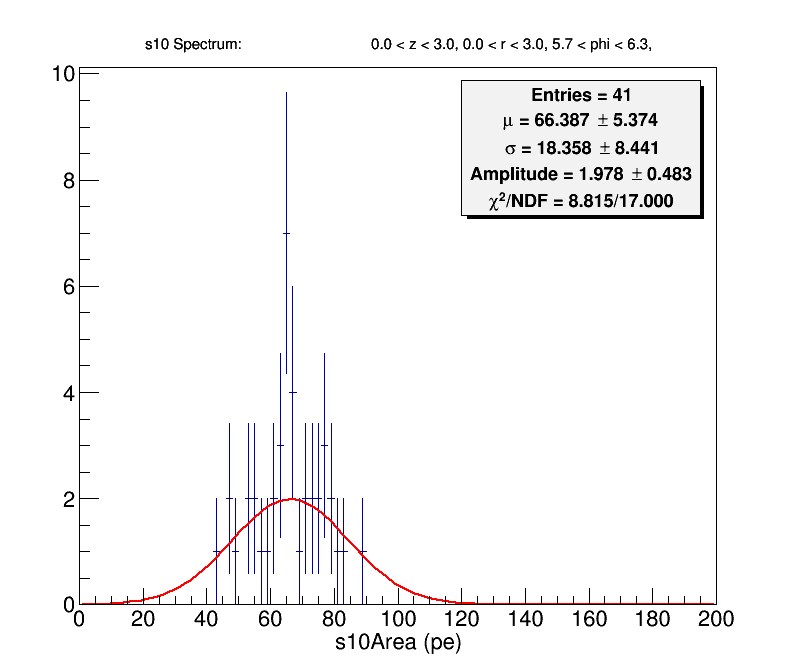 s10 Spectrum: 0.0 < z < 3.0, 0.0 < r < 3.0, 5.7 < phi < 6.3,
Entries = 41
μ = 66.387 ± 5.374
σ = 18.358 ± 8.441
Amplitude = 1.978 ± 0.483
χ²/NDF = 8.815/17.000
10
8
6
4
2
0
0 20 40 60 80 100 120 140 160 180 200
s10Area (pe)